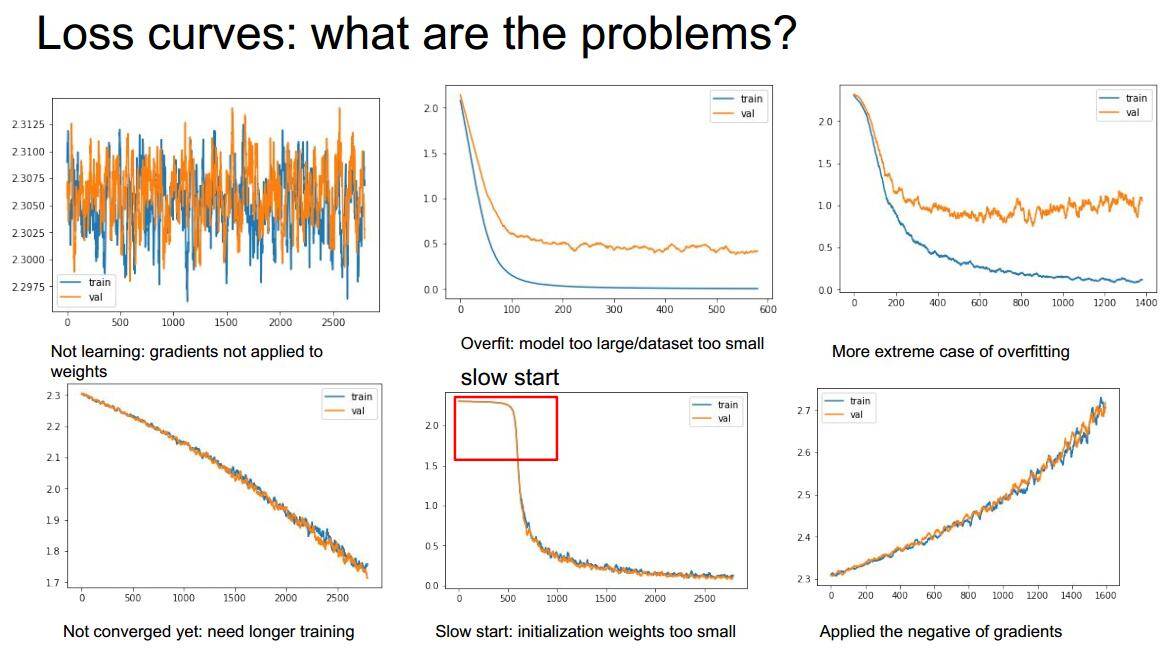 Loss curves: what are the problems?
2.3125
2.3100
2.3075
2.3050
2.3025
2.3000
2.2975
train
val
0 500 1000 1500 2000 2500
Not learning: gradients not applied to
weights
train
val
2.0
1.5
1.0
0.5
0.0
0 100 200 300 400 500 600
Overfit: model too large/dataset too small
train
val
2.0
1.5
1.0
0.5
0.0
0 200 400 600 800 1000 1200 1400
More extreme case of overfitting
train
val
2.3
2.2
2.1
2.0
1.9
1.8
1.7
0 500 1000 1500 2000 2500
Not converged yet: need longer training
slow start
train
val
2.0
1.5
1.0
0.5
0.0
0 500 1000 1500 2000 2500
Slow start: initialization weights too small
train
val
2.7
2.6
2.5
2.4
2.3
0 200 400 600 800 1000 1200 1400 1600
Applied the negative of gradients